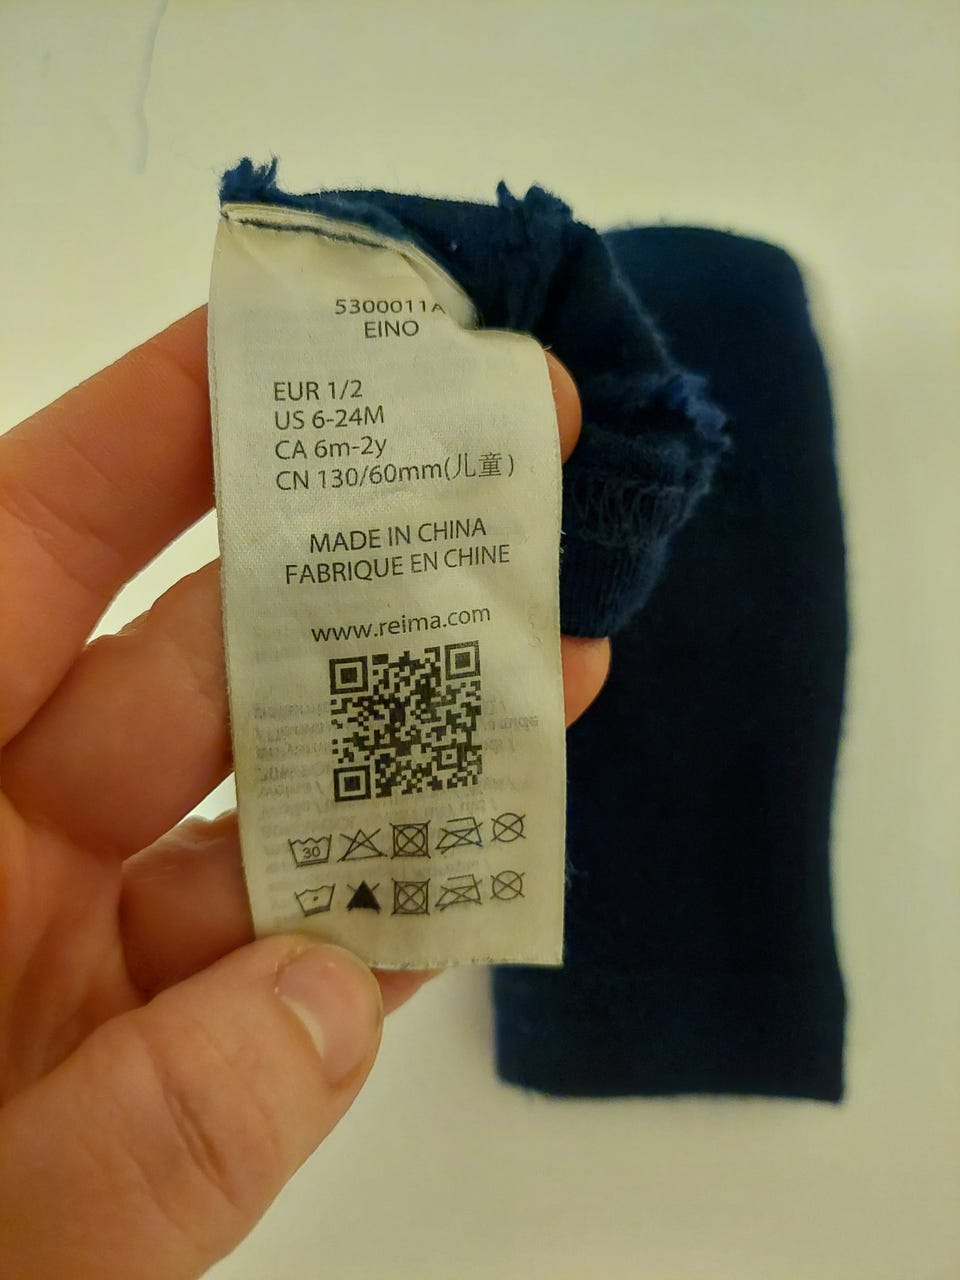 5300011A
EINO
EUR 1/2
US 6-24M
CA 6m-2y
CN 130/60mm(儿童)
MADE IN CHINA
FABRIQUE EN CHINE
www.reima.com
30